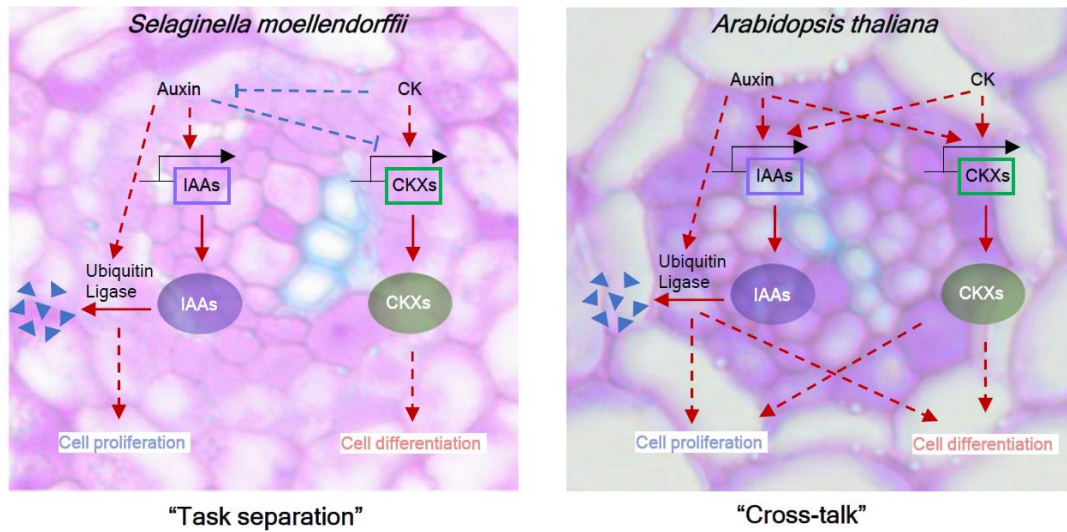 Selaginella moellendorffii
Auxin
CK
IAAs
CKXs
Ubiquitin
Ligase
IAAs
CKXs
Cell proliferation
Cell differentiation
“Task separation”
Arabidopsis thaliana
Auxin
CK
IAAs
CKXs
Ubiquitin
Ligase
IAAs
CKXs
Cell proliferation
Cell differentiation
“Cross-talk”